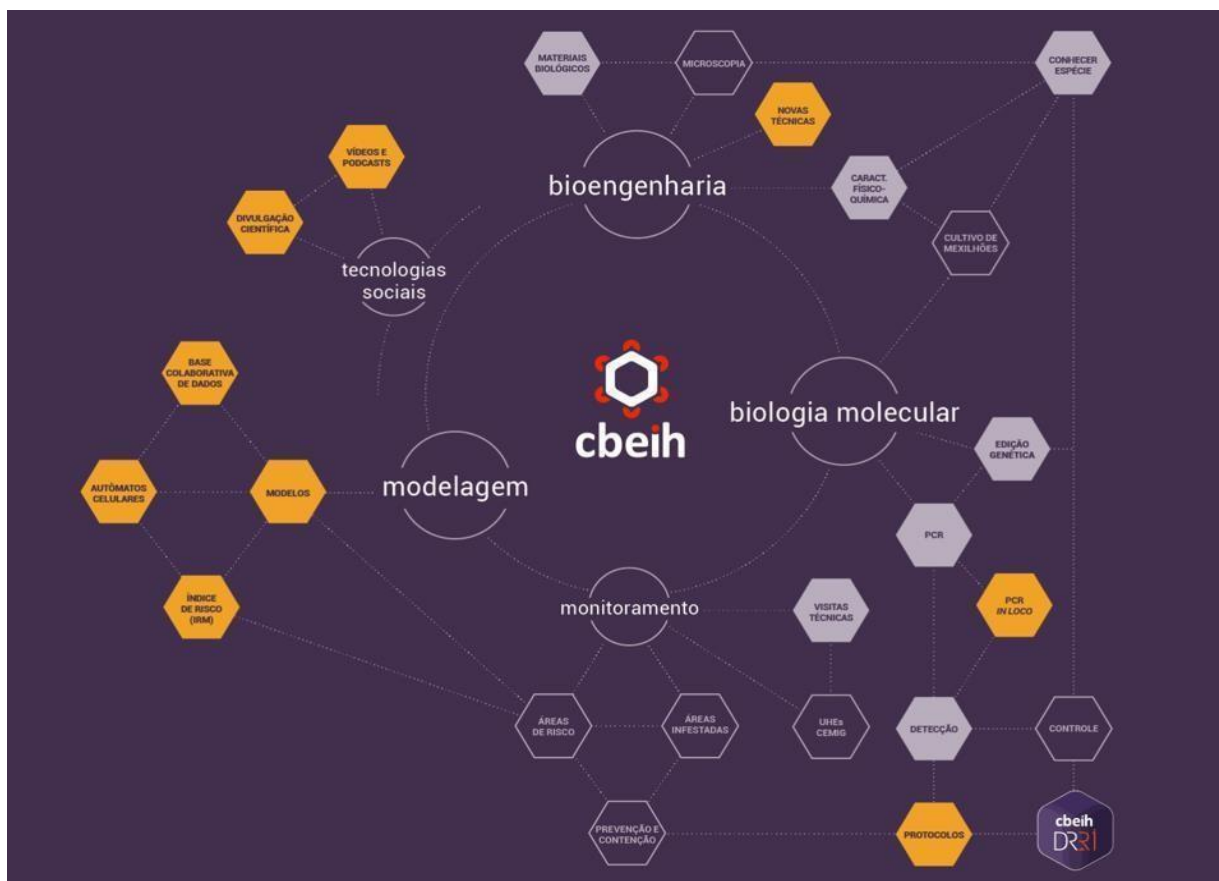 MATERIAIS
BIOLÓGICOS
MICROSCOPIA
CONHECER
ESPÉCIE
NOVAS
TÉCNICAS
VÍDEOS E
PODCASTS
bioengenharia
CARACT.
FÍSICO-
QUÍMICA
DIVULGAÇÃO
CIENTÍFICA
CULTIVO DE
MEXILHÕES
tecnologias
sociais
BASE
COLABORATIVA
DE DADOS
cbeih
biologia molecular
EDIÇÃO
GENÉTICA
AUTÔMATOS
CELULARES
MODELOS
modelagem
PCR
ÍNDICE
DE RISCO
(IRM)
monitoramento
VISITAS
TÉCNICAS
PCR
IN LOCO
ÁREAS
DE RISCO
ÁREAS
INFESTADAS
UHEs
CEMIG
DETECÇÃO
CONTROLE
PREVENÇÃO E
CONTENÇÃO
PROTOCOLOS
cbeih